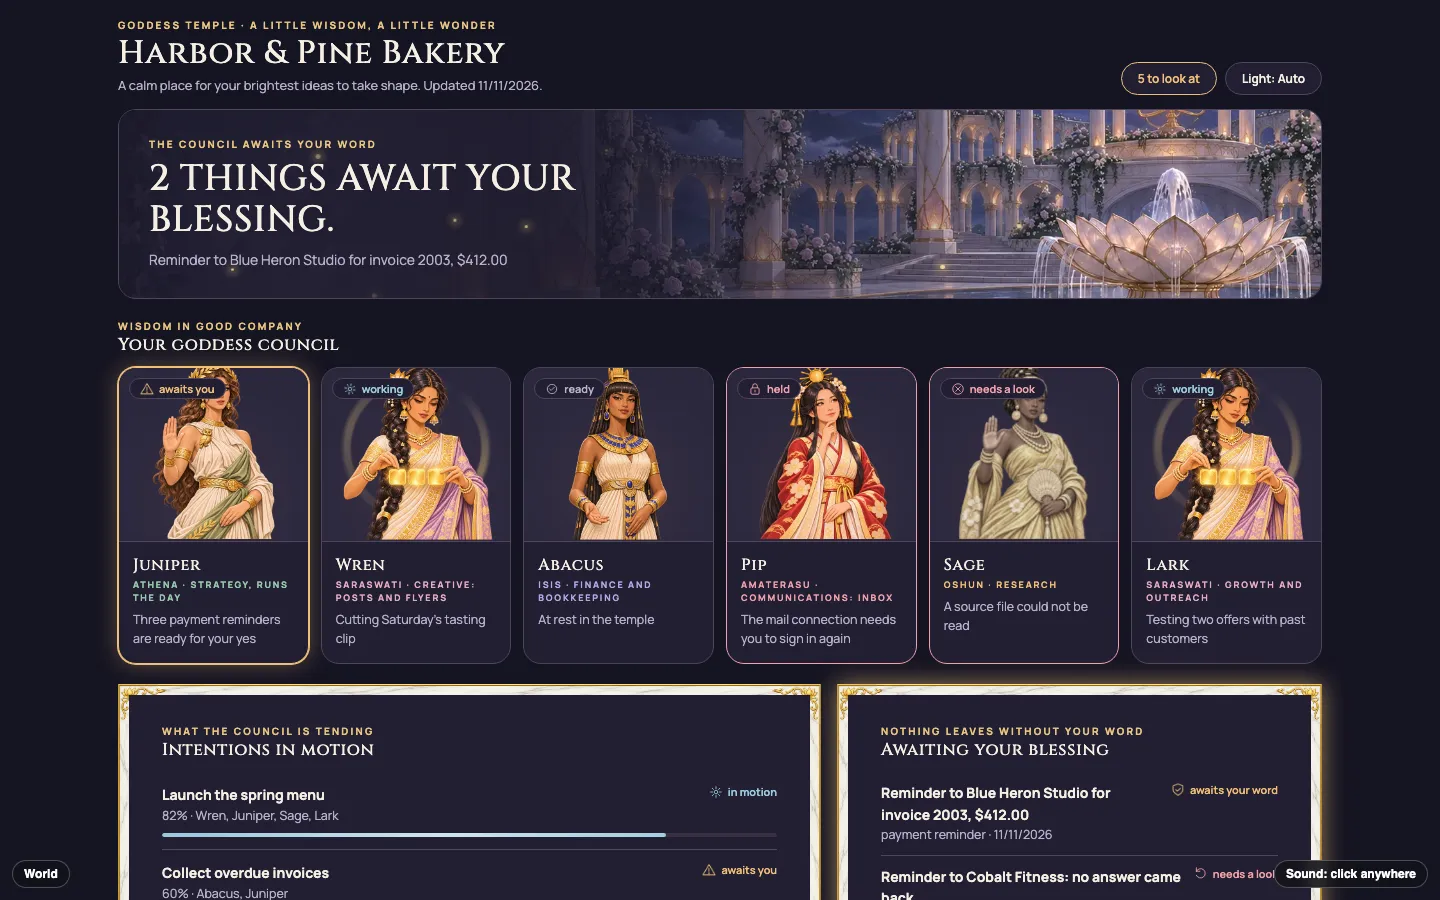 GODDESS TEMPLE · A LITTLE WISDOM, A LITTLE WONDER
HARBOR & PINE BAKERY
A calm place for your brightest ideas to take shape. Updated 11/11/2026.
5 to look at
Light: Auto
THE COUNCIL AWAITS YOUR WORD
2 THINGS AWAIT YOUR
BLESSING.
Reminder to Blue Heron Studio for invoice 2003, $412.00
WISDOM IN GOOD COMPANY
YOUR GODDESS COUNCIL
awaits you
JUNIPER
ATHENA · STRATEGY, RUNS
THE DAY
Three payment reminders
are ready for your yes
working
WREN
SARASWATI · CREATIVE:
POSTS AND FLYERS
Cutting Saturday's tasting
clip
ready
ABACUS
ISIS · FINANCE AND
BOOKKEEPING
At rest in the temple
held
PIP
AMATERASU ·
COMMUNICATIONS: INBOX
The mail connection needs
you to sign in again
needs a look
SAGE
OSHUN · RESEARCH
A source file could not be
read
working
LARK
SARASWATI · GROWTH AND
OUTREACH
Testing two offers with past
customers
WHAT THE COUNCIL IS TENDING
INTENTIONS IN MOTION
Launch the spring menu
in motion
82% · Wren, Juniper, Sage, Lark
Collect overdue invoices
awaits you
60% · Abacus, Juniper
NOTHING LEAVES WITHOUT YOUR WORD
AWAITING YOUR BLESSING
Reminder to Blue Heron Studio for
invoice 2003, $412.00
awaits your word
payment reminder · 11/11/2026
Reminder to Cobalt Fitness: no answer came
back
needs a look
World
Sound: click anywhere